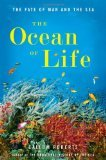 THE FATE OF MAN AND THE SEA
THE
Ocean
OF
Life
CALLUM ROBERTS